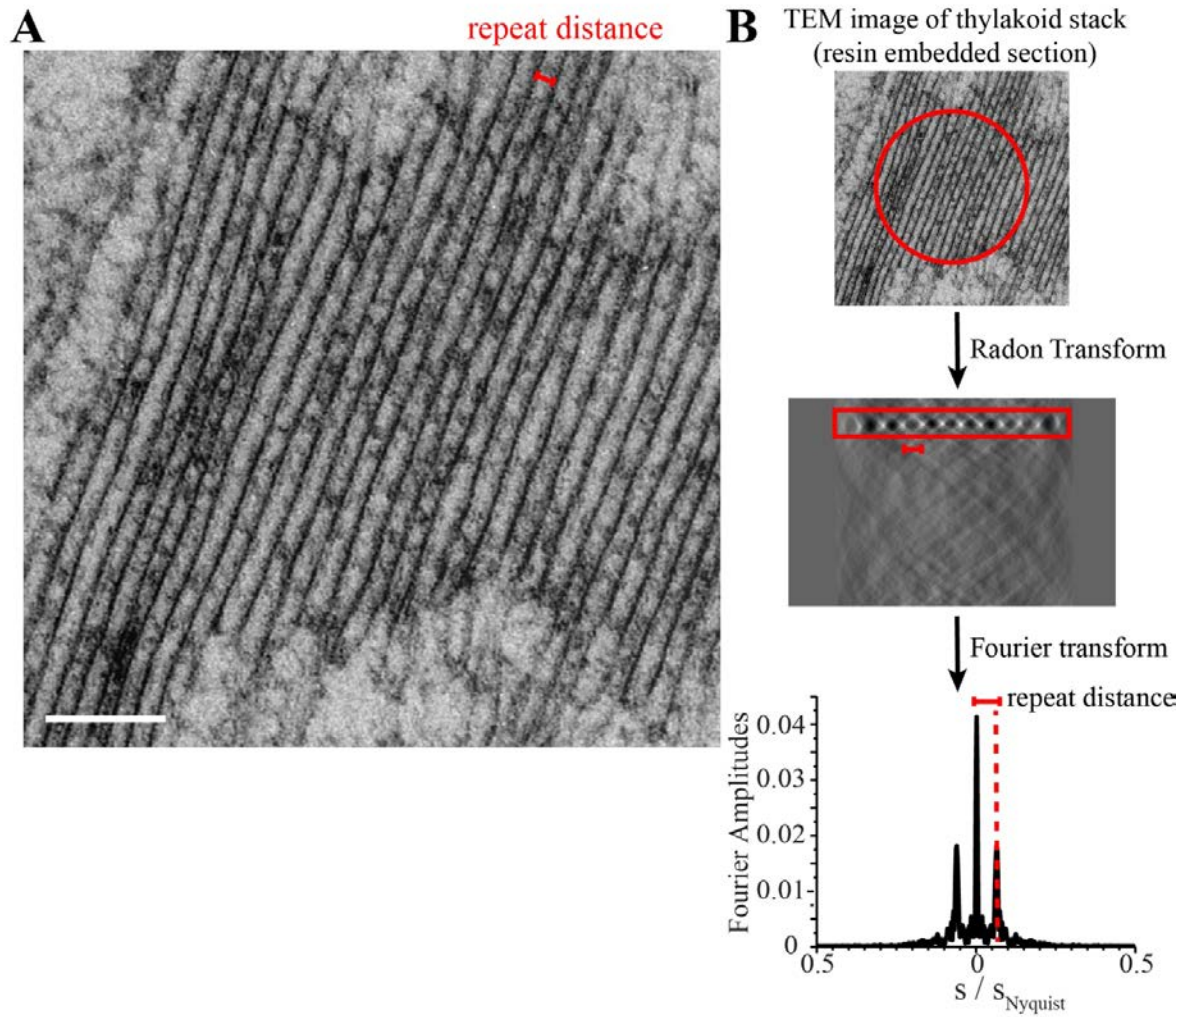 A
repeat distance
B
TEM image of thylakoid stack
(resin embedded section)
Radon Transform
Fourier transform
repeat distance
Fourier Amplitudes
0.04
0.03
0.02
0.01
0
0.5
0
0.5
s / sNyquist